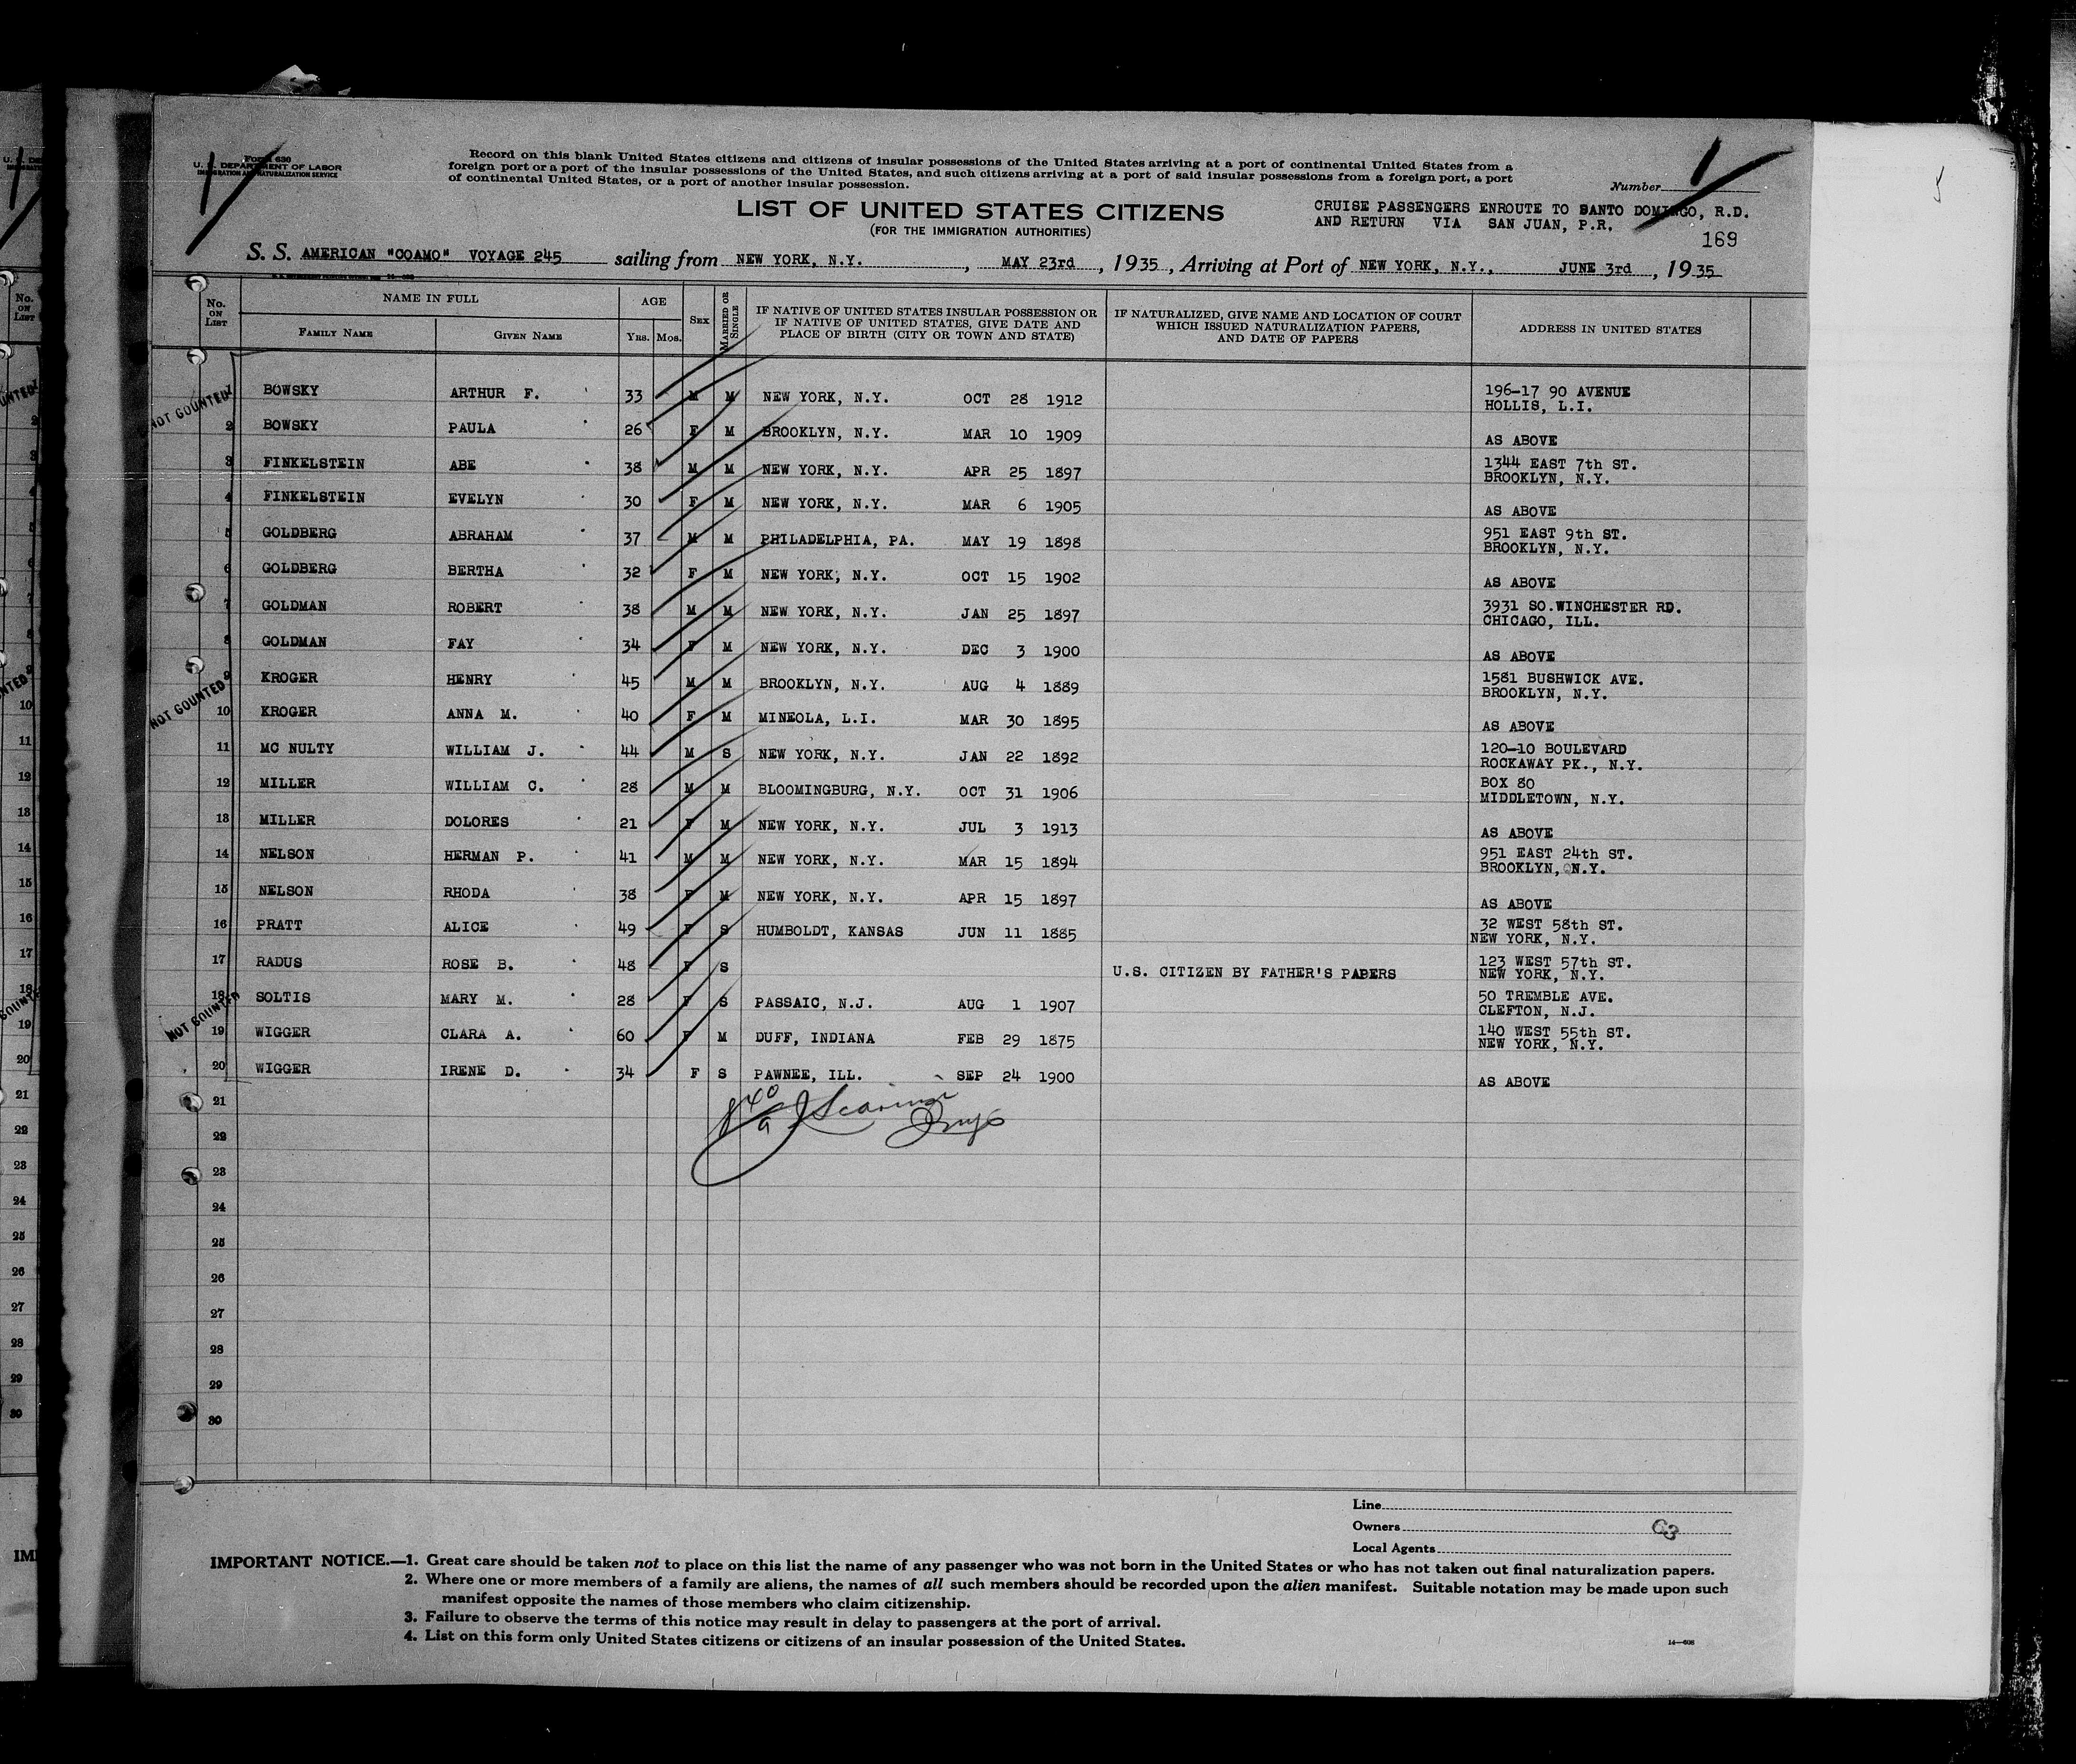 Form 630
U. S. DEPARTMENT OF LABOR
IMMIGRATION AND NATURALIZATION SERVICE
Record on this blank United States citizens and citizens of insular possessions of the United States arriving at a port of continental United States from a
foreign port or a port of the insular possessions of the United States, and such citizens arriving at a port of said insular possessions from a foreign port, a port
of continental United States, or a port of another insular possession.
Number
LIST OF UNITED STATES CITIZENS
(FOR THE IMMIGRATION AUTHORITIES)
CRUISE PASSENGERS ENROUTE TO SANTO DOMINGO, R.D.
AND RETURN VIA SAN JUAN, P.R.
169
S. S. AMERICAN "COAMO" VOYAGE 245 sailing from NEW YORK, N.Y. , MAY 23rd , 1935 , Arriving at Port of NEW YORK, N.Y., JUNE 3rd , 1935
No. ON LIST NAME IN FULL FAMILY NAME GIVEN NAME AGE YRS. MOS. SEX MARRIED OR SINGLE IF NATIVE OF UNITED STATES INSULAR POSSESSION OR IF NATIVE OF UNITED STATES, GIVE DATE AND PLACE OF BIRTH (CITY OR TOWN AND STATE) IF NATURALIZED, GIVE NAME AND LOCATION OF COURT WHICH ISSUED NATURALIZATION PAPERS, AND DATE OF PAPERS ADDRESS IN UNITED STATES
NOT COUNTED
1 BOWSKY ARTHUR F. 33 M M NEW YORK, N.Y. OCT 28 1912 196-17 90 AVENUE
HOLLIS, L.I.
2 BOWSKY PAULA 26 F M BROOKLYN, N.Y. MAR 10 1909 AS ABOVE
3 FINKELSTEIN ABE 38 M M NEW YORK, N.Y. APR 25 1897 1344 EAST 7th ST.
BROOKLYN, N.Y.
4 FINKELSTEIN EVELYN 30 F M NEW YORK, N.Y. MAR 6 1905 AS ABOVE
5 GOLDBERG ABRAHAM 37 M M PHILADELPHIA, PA. MAY 19 1898 951 EAST 9th ST.
BROOKLYN, N.Y.
6 GOLDBERG BERTHA 32 F M NEW YORK, N.Y. OCT 15 1902 AS ABOVE
7 GOLDMAN ROBERT 38 M M NEW YORK, N.Y. JAN 25 1897 3931 SO.WINCHESTER RD.
CHICAGO, ILL.
8 GOLDMAN FAY 34 F M NEW YORK, N.Y. DEC 3 1900 AS ABOVE
9 KROGER HENRY 45 M M BROOKLYN, N.Y. AUG 4 1889 1581 BUSHWICK AVE.
BROOKLYN, N.Y.
NOT COUNTED
10 KROGER ANNA M. 40 F M MINEOLA, L.I. MAR 30 1895 AS ABOVE
11 MC NULTY WILLIAM J. 44 M S NEW YORK, N.Y. JAN 22 1892 120-10 BOULEVARD
ROCKAWAY PK., N.Y.
12 MILLER WILLIAM C. 28 M M BLOOMINGBURG, N.Y. OCT 31 1906 BOX 80
MIDDLETOWN, N.Y.
13 MILLER DOLORES 21 F M NEW YORK, N.Y. JUL 3 1913 AS ABOVE
14 NELSON HERMAN P. 41 M M NEW YORK, N.Y. MAR 15 1894 951 EAST 24th ST.
BROOKLYN, N.Y.
15 NELSON RHODA 38 F M NEW YORK, N.Y. APR 15 1897 AS ABOVE
16 PRATT ALICE 49 F S HUMBOLDT, KANSAS JUN 11 1885 32 WEST 58th ST.
NEW YORK, N.Y.
17 RADUS ROSE B. 48 F S U.S. CITIZEN BY FATHER'S PAPERS 123 WEST 57th ST.
NEW YORK, N.Y.
18 SOLTIS MARY M. 28 F S PASSAIC, N.J. AUG 1 1907 50 TREMBLE AVE.
CLEFTON, N.J.
NOT COUNTED
19 WIGGER CLARA A. 60 F M DUFF, INDIANA FEB 29 1875 140 WEST 55th ST.
NEW YORK, N.Y.
20 WIGGER IRENE D. 34 F S PAWNEE, ILL. SEP 24 1900 AS ABOVE
21
22
23
24
25
26
27
28
29
30
Line
Owners 63
Local Agents
IMPORTANT NOTICE.—1. Great care should be taken not to place on this list the name of any passenger who was not born in the United States or who has not taken out final naturalization papers.
2. Where one or more members of a family are aliens, the names of all such members should be recorded upon the alien manifest. Suitable notation may be made upon such
manifest opposite the names of those members who claim citizenship.
3. Failure to observe the terms of this notice may result in delay to passengers at the port of arrival.
4. List on this form only United States citizens or citizens of an insular possession of the United States.
14—608